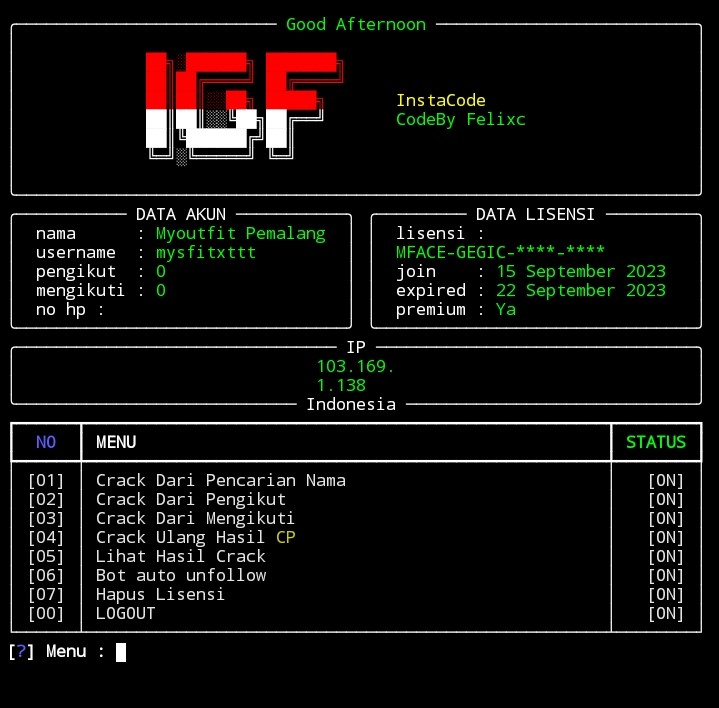 Good Afternoon
IGF
InstaCode
CodeBy Felixc
DATA AKUN
nama : Myoutfit Pemalang
username : mysfitxttt
pengikut : 0
mengikuti : 0
no hp :
DATA LISENSI
lisensi :
MFACE-GEGIC-****-****
join : 15 September 2023
expired : 22 September 2023
premium : Ya
IP
103.169.
1.138
Indonesia
NO MENU STATUS
[01] Crack Dari Pencarian Nama [ON]
[02] Crack Dari Pengikut [ON]
[03] Crack Dari Mengikuti [ON]
[04] Crack Ulang Hasil CP [ON]
[05] Lihat Hasil Crack [ON]
[06] Bot auto unfollow [ON]
[07] Hapus Lisensi [ON]
[00] LOGOUT [ON]
[?] Menu :